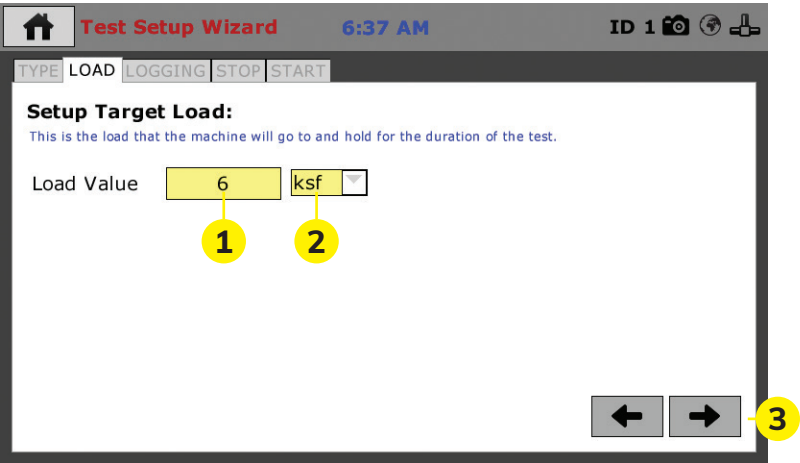 Test Setup Wizard 6:37 AM ID 1
TYPE LOAD LOGGING STOP START
Setup Target Load:
This is the load that the machine will go to and hold for the duration of the test.
Load Value 6 ksf
1 2
3